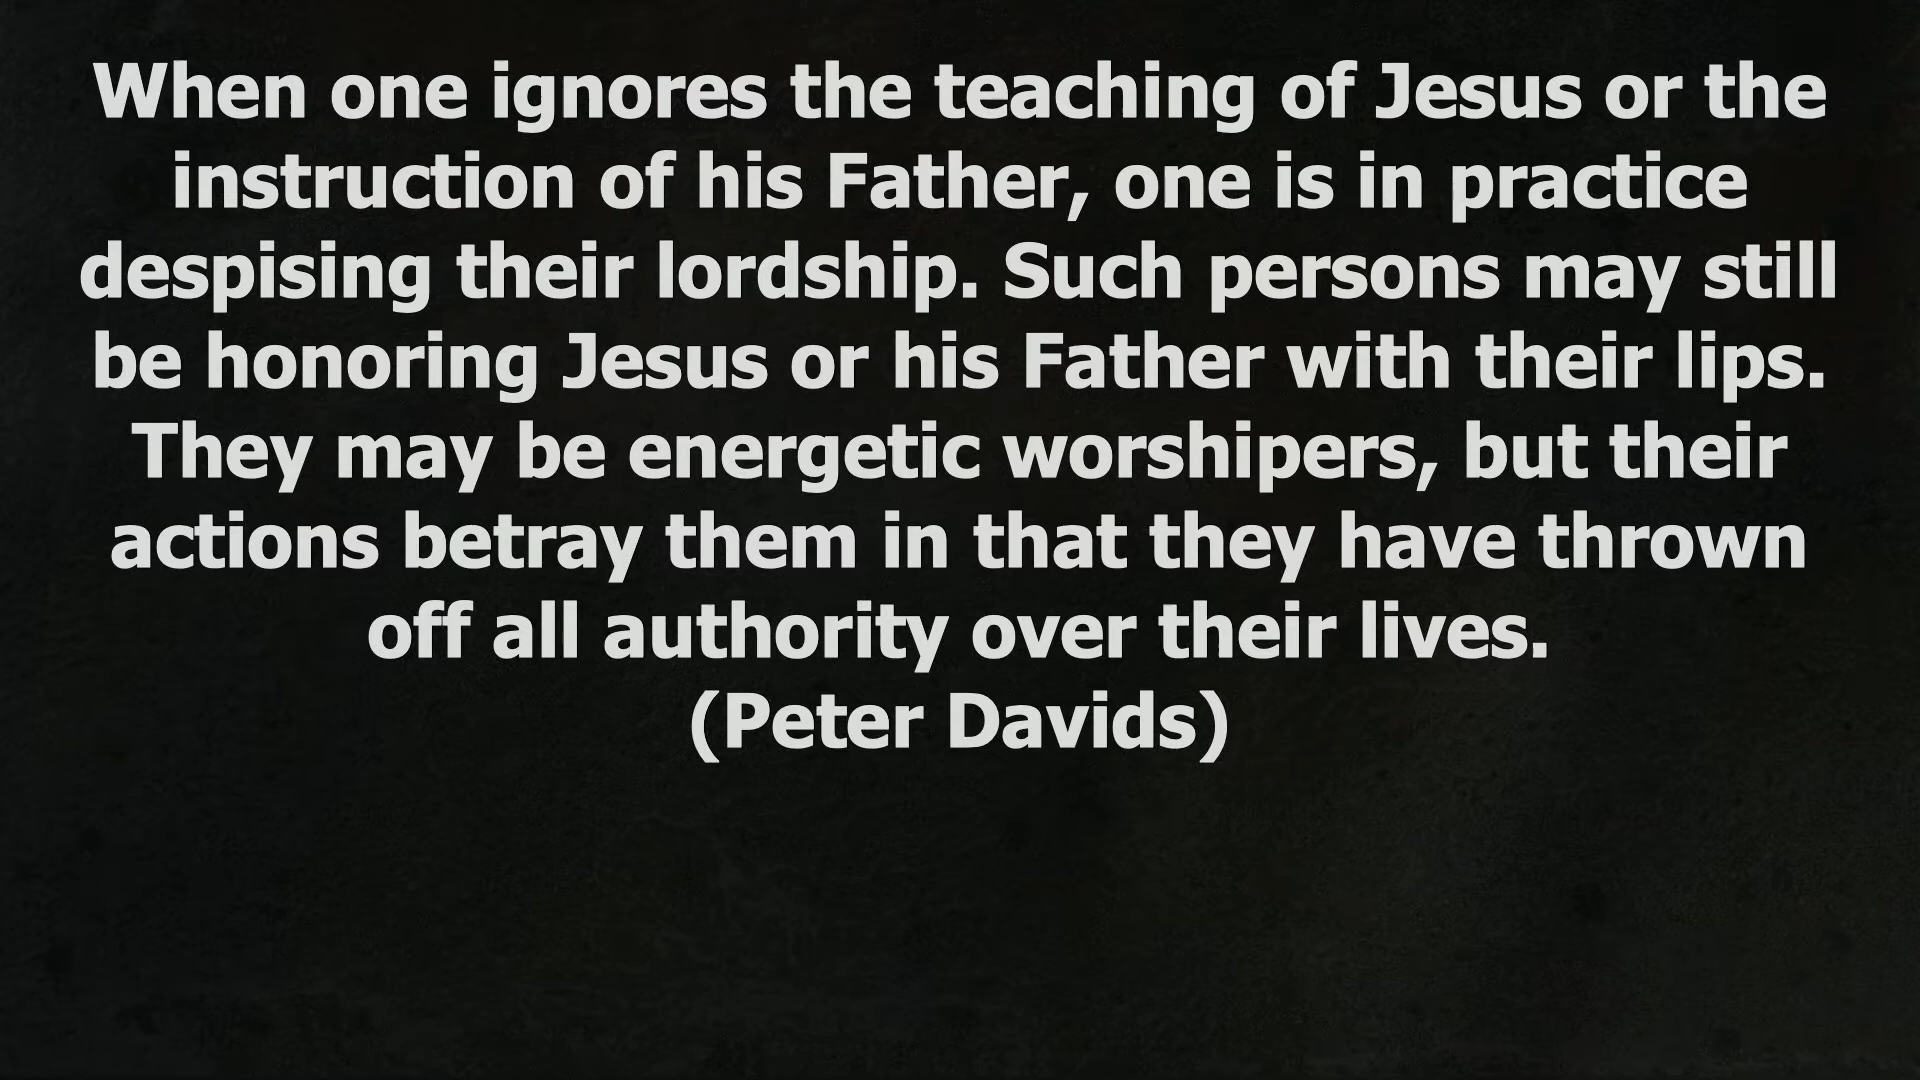 When one ignores the teaching of Jesus or the
instruction of his Father, one is in practice
despising their lordship. Such persons may still
be honoring Jesus or his Father with their lips.
They may be energetic worshipers, but their
actions betray them in that they have thrown
off all authority over their lives.
(Peter Davids)